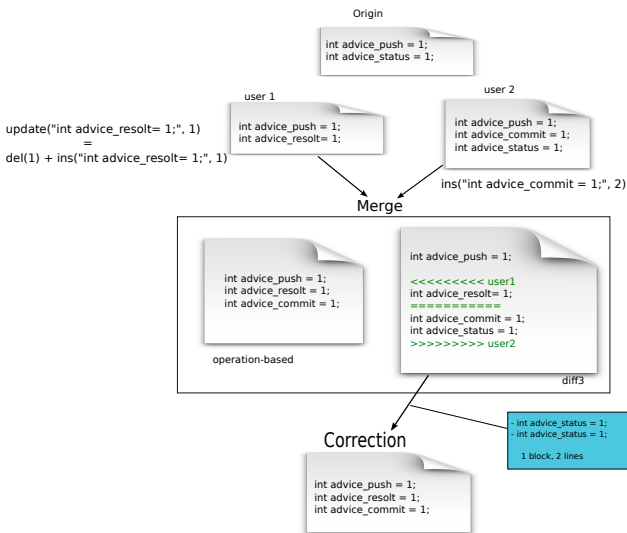 Origin
int advice_push = 1;
int advice_status = 1;
user 1
user 2
int advice_push = 1;
int advice_resolt= 1;
int advice_push = 1;
int advice_commit = 1;
int advice_status = 1;
update("int advice_resolt= 1;", 1)
=
del(1) + ins("int advice_resolt= 1;", 1)
ins("int advice_commit = 1;", 2)
Merge
int advice_push = 1;
int advice_resolt = 1;
int advice_commit = 1;
operation-based
int advice_push = 1;
<<<<<<<<< user1
int advice_resolt= 1;
===========
int advice_commit = 1;
int advice_status = 1;
>>>>>>>>> user2
diff3
- int advice_status = 1;
- int advice_status = 1;
1 block, 2 lines
Correction
int advice_push = 1;
int advice_resolt = 1;
int advice_commit = 1;